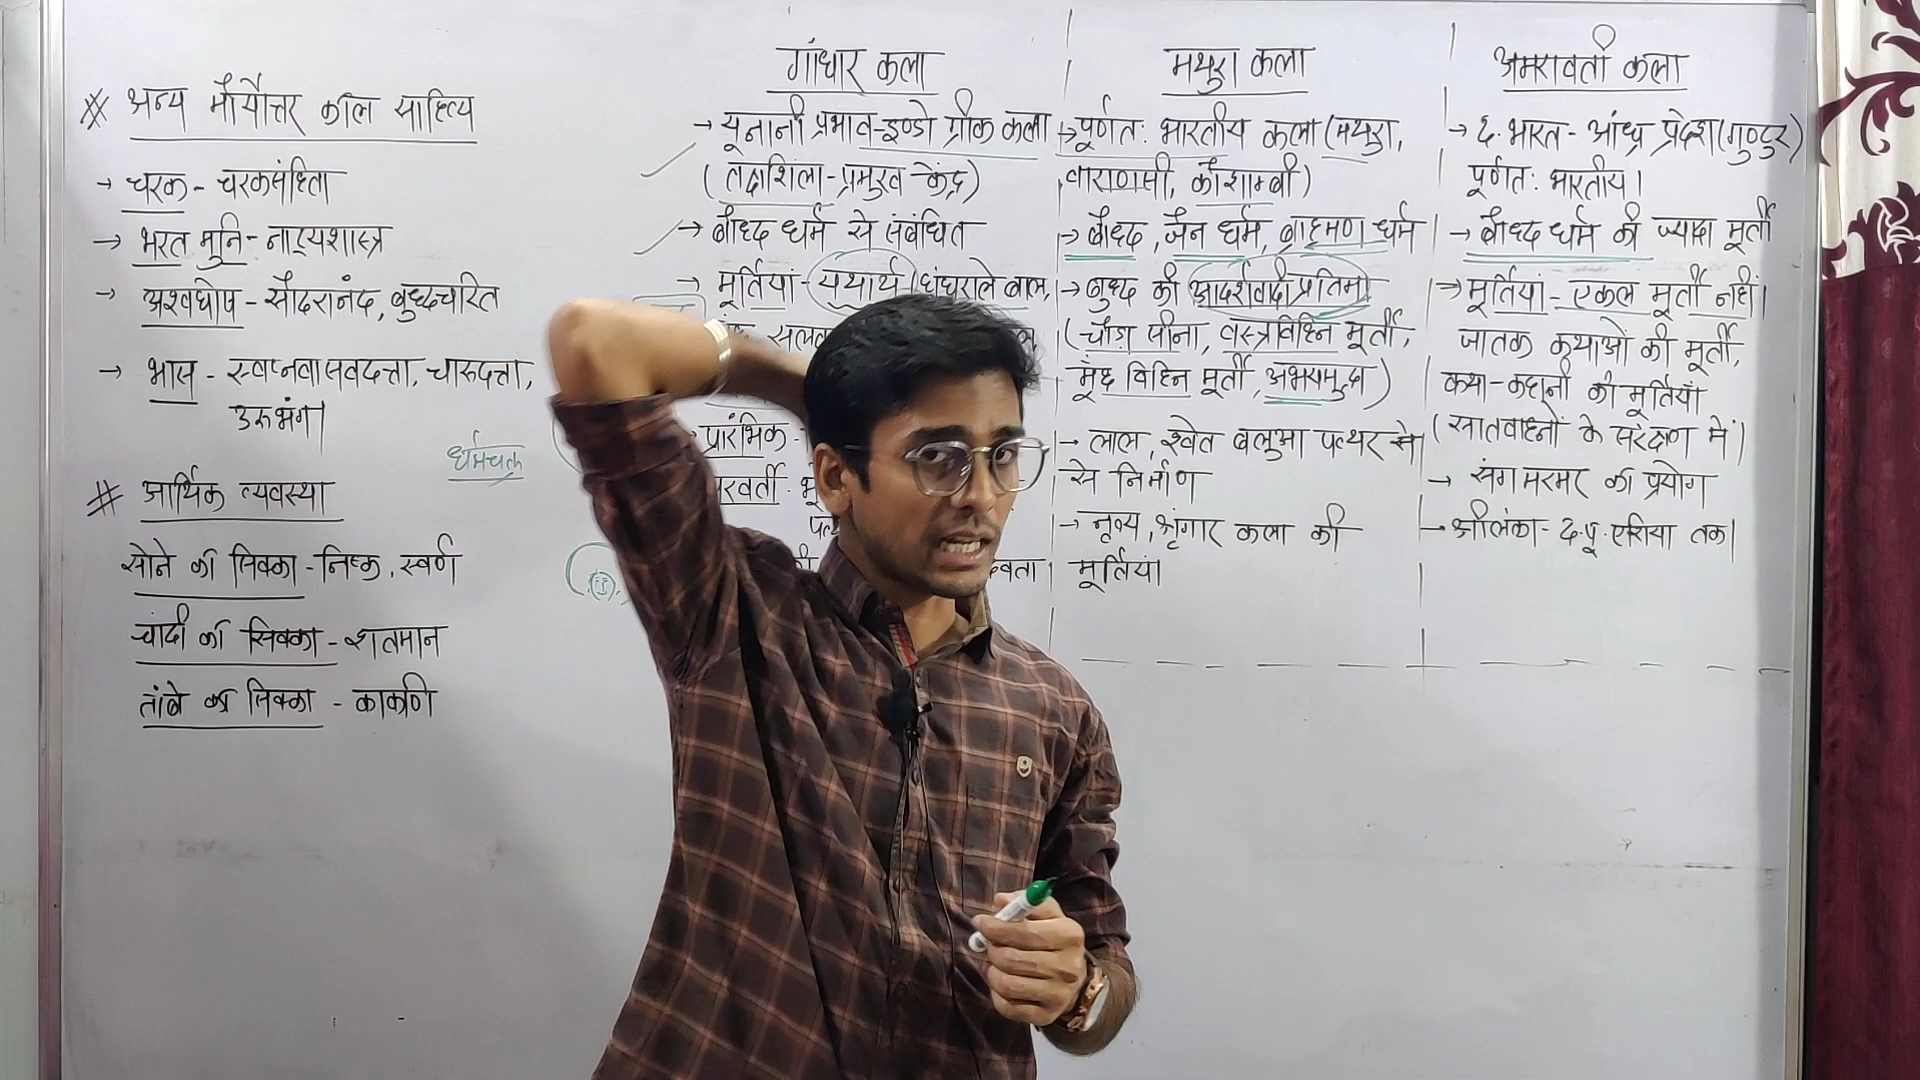 # अन्य मौर्योत्तर कालि साहित्य
→ चरक - चरकसंहिता
→ भरत मुनि - नाट्यशास्त्र
→ अश्वघोष - सौदरानंद, बुध्दचरित
→ भास - स्वप्नवासवदत्ता, चारूदत्ता,
उरूभंग।
धर्मचक्र
# आर्थिक व्यवस्था
सोने का सिक्का - निष्क, स्वर्ण
चांदी का सिक्का - शतमान
तांबे का सिक्का - काकणि
गांधार कला
→ यूनानी प्रभाव - इण्डो ग्रीक कला
(तक्षशिला - प्रमुख केंद्र)
→ बौध्द धर्म से संबंधित
→ मूर्तियां - यथार्थ। घुंघराले बाल,
प्रारंभिक -
परवर्ती -
मथुरा कला
→ पूर्णत: भारतीय कला (मथुरा,
वाराणसी, कौशाम्बी)
→ बौध्द, जैन धर्म, ब्राह्मण धर्म
→ बुध्द की आदर्शवादी प्रतिमा
(चौड़ा सीना, वस्त्रविहिन मूर्ती,
मूँछ विहिन मूर्ती, अभयमुद्रा)
→ लाल, श्वेत बलुआ पत्थर से
से निर्माण
→ नृत्य, श्रृंगार कला की
मूर्तियां
अमरावती कला
→ द. भारत - आंध्र प्रदेश (गुण्टुर)
पूर्णत: भारतीय।
→ बौध्द धर्म की ज्यादा मूर्ती
→ मूर्तियां - एकल मूर्ती नहीं।
जातक कथाओं की मूर्ती,
कथा - कहानी की मूर्तियां
(सातवाहनों के संरक्षण में)
→ संगमरमर का प्रयोग
→ श्रीलंका - द. पू. एशिया तक।